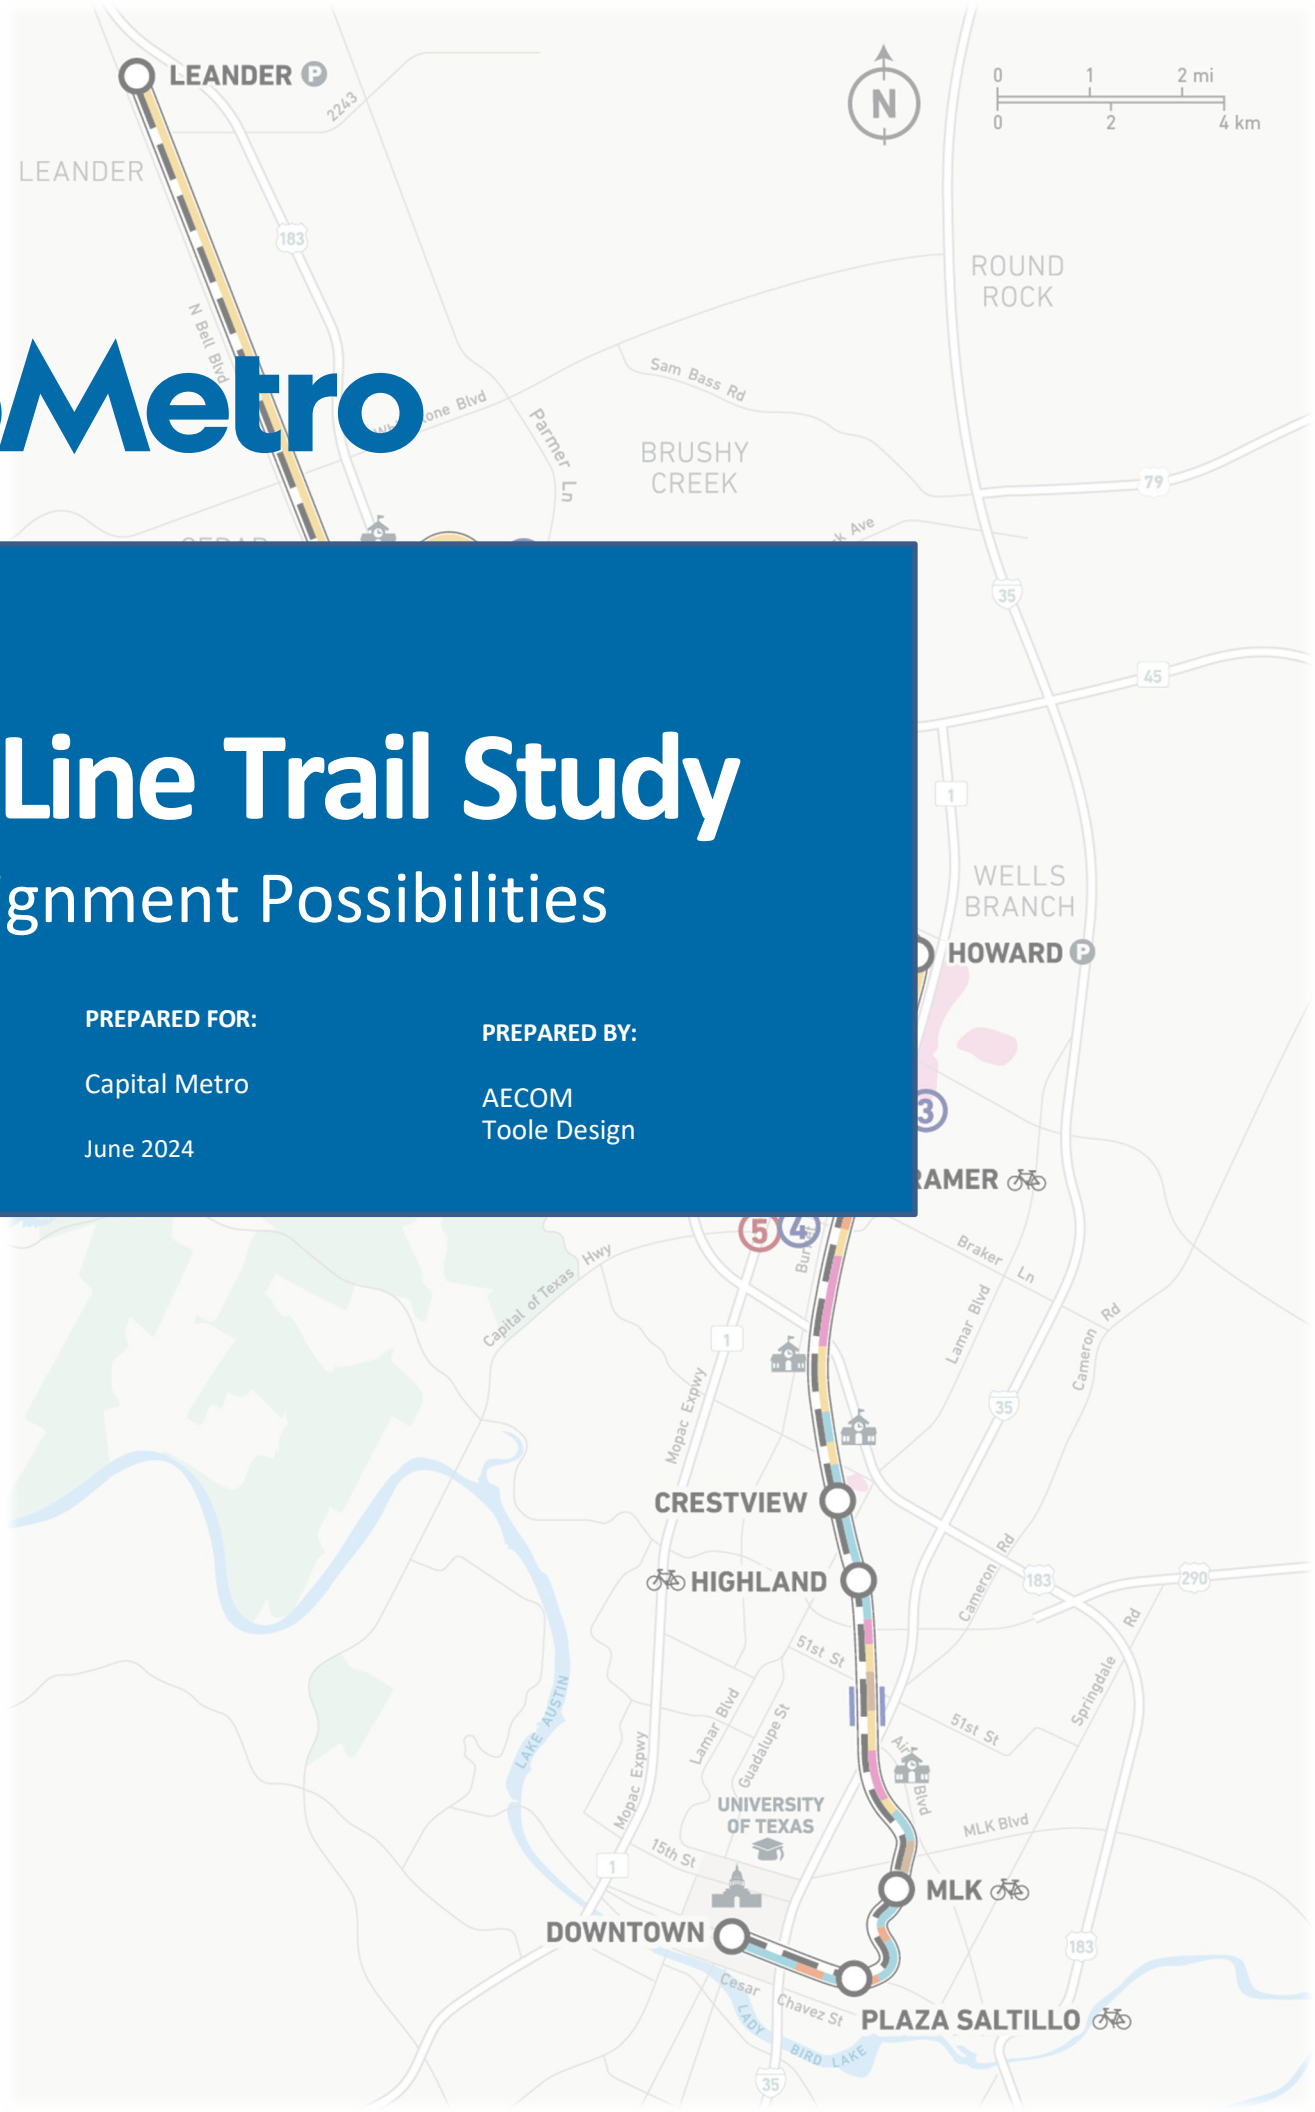 LEANDER P
0 1 2 mi
0 2 4 km
N
2243
LEANDER
183
ROUND
ROCK
N Bell Blvd
Metro
Sam Bass Rd
one Blvd
Parmer Ln
BRUSHY
CREEK
79
Ave
35
45
Line Trail Study
1
gnment Possibilities
WELLS
BRANCH
HOWARD P
PREPARED FOR:
PREPARED BY:
Capital Metro
AECOM
Toole Design
June 2024
3
RAMER
5 4
Capital of Texas Hwy
Braker Ln
Lamar Blvd
Cameron Rd
1
Mopac Expwy
35
CRESTVIEW
HIGHLAND
Cameron Rd
183
290
51st St
Springdale Rd
LAKE AUSTIN
Lamar Blvd
Guadalupe St
51st St
Mopac Expwy
Blvd
UNIVERSITY
OF TEXAS
MLK Blvd
15th St
1
MLK
DOWNTOWN
183
Cesar Chavez St
PLAZA SALTILLO
LADY BIRD LAKE
35